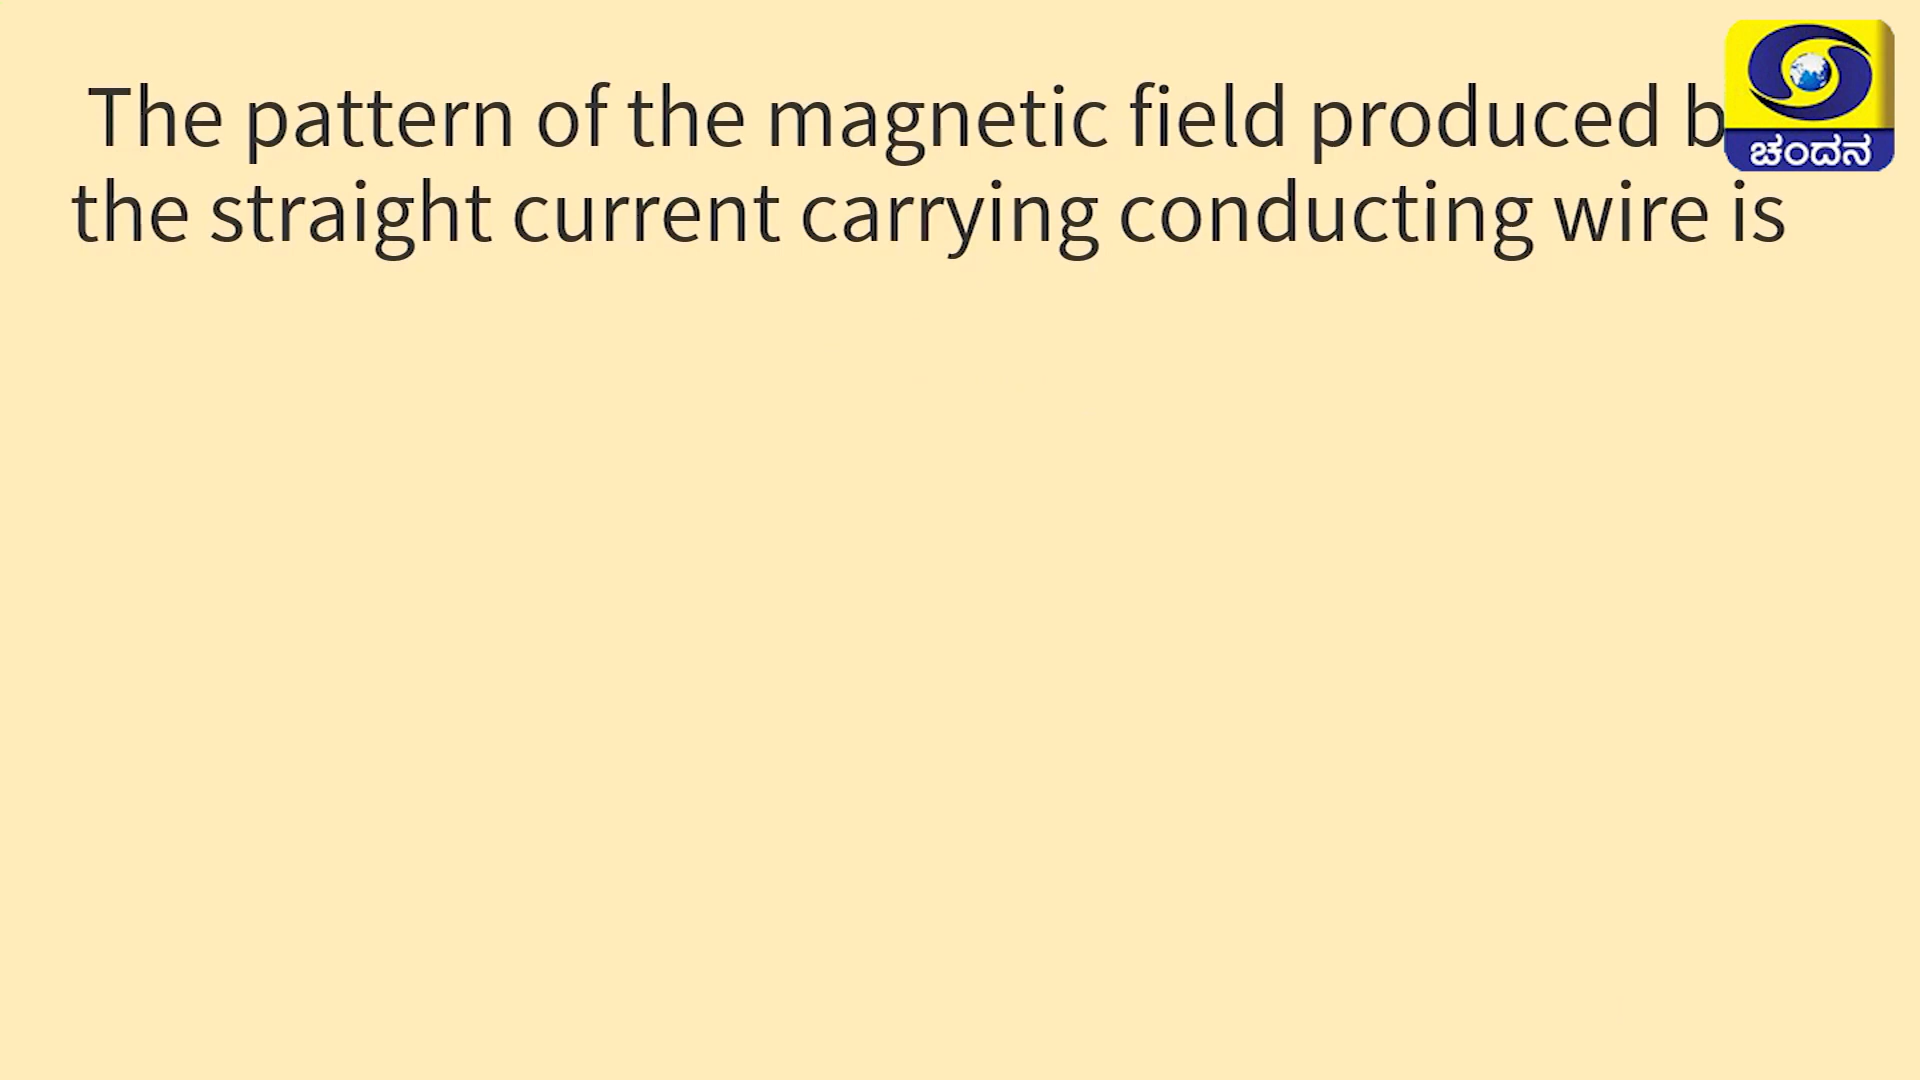 The pattern of the magnetic field produced
the straight current carrying conducting wire is
ಚಂದನ